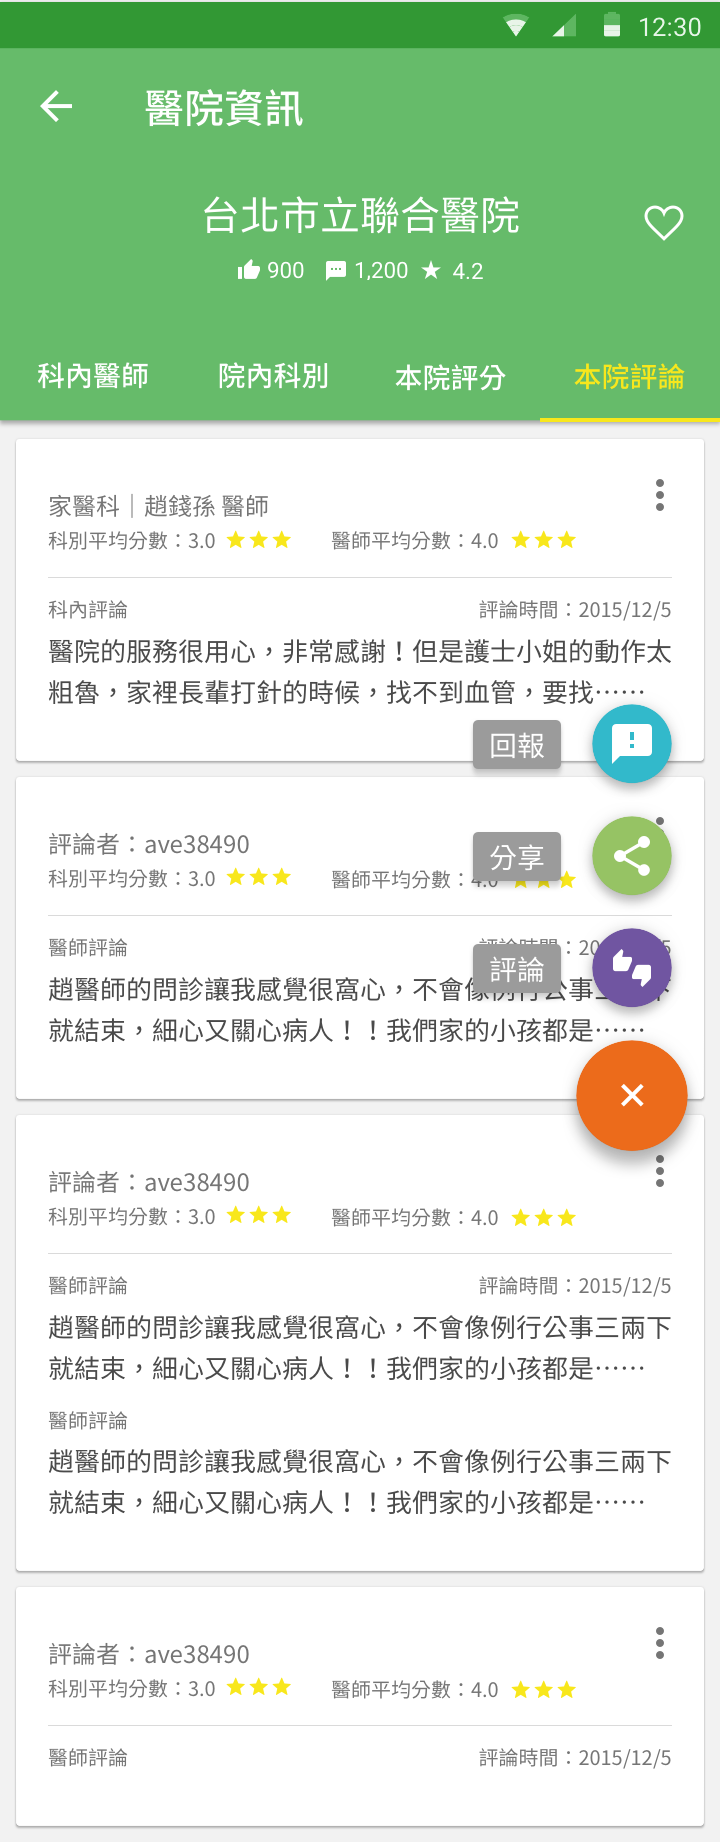 12:30
醫院資訊
台北市立聯合醫院
900 1,200 4.2
科內醫師 院內科別 本院評分 本院評論
家醫科｜趙錢孫 醫師
科別平均分數：3.0 醫師平均分數：4.0
科內評論 評論時間：2015/12/5
醫院的服務很用心，非常感謝！但是護士小姐的動作太
粗魯，家裡長輩打針的時候，找不到血管，要找⋯⋯
回報
評論者：ave38490
分享
科別平均分數：3.0 醫師平均分數：4.0
醫師評論 評論時間：20 5
評論
趙醫師的問診讓我感覺很窩心，不會像例行公事三 下
就結束，細心又關心病人！！我們家的小孩都是⋯⋯
評論者：ave38490
科別平均分數：3.0 醫師平均分數：4.0
醫師評論 評論時間：2015/12/5
趙醫師的問診讓我感覺很窩心，不會像例行公事三兩下
就結束，細心又關心病人！！我們家的小孩都是⋯⋯
醫師評論
趙醫師的問診讓我感覺很窩心，不會像例行公事三兩下
就結束，細心又關心病人！！我們家的小孩都是⋯⋯
評論者：ave38490
科別平均分數：3.0 醫師平均分數：4.0
醫師評論 評論時間：2015/12/5